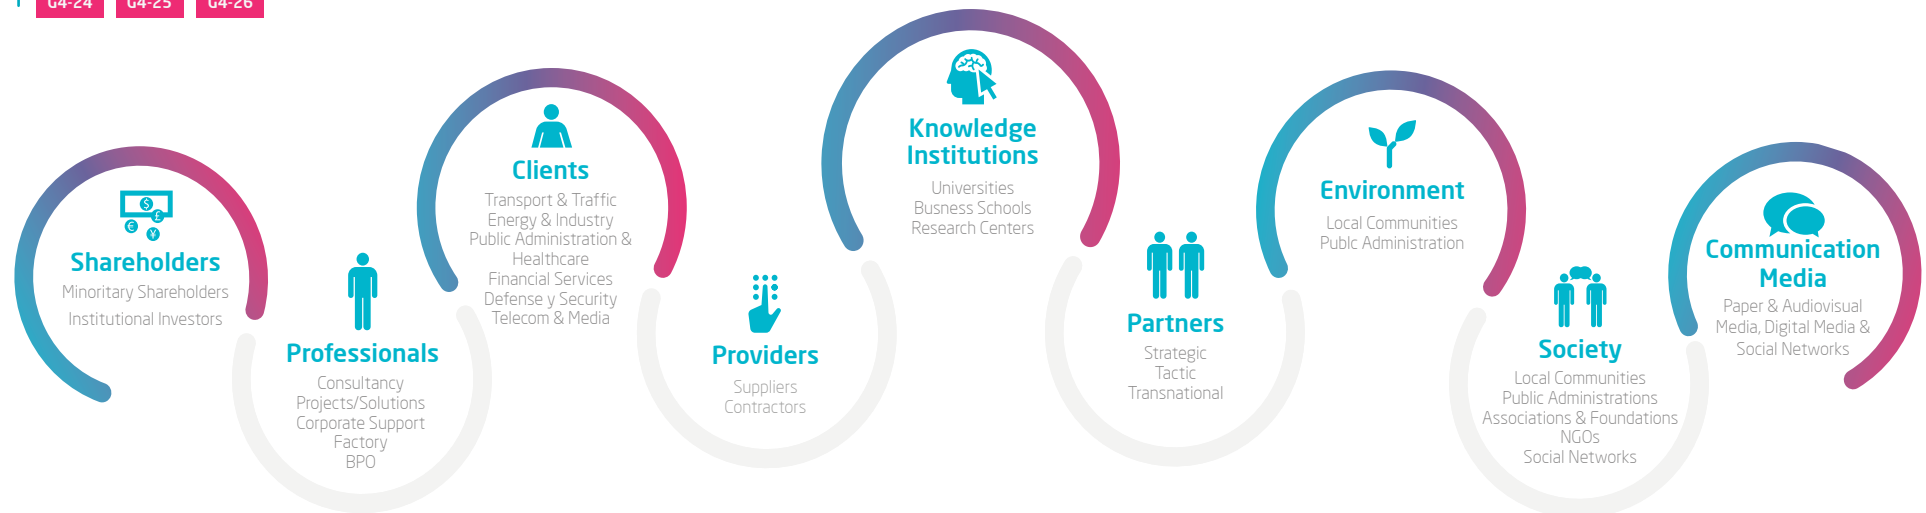 G4-24 G4-25 G4-26
Shareholders
Minoritary Shareholders
Institutional Investors
Professionals
Consultancy
Projects/Solutions
Corporate Support
Factory
BPO
Clients
Transport & Traffic
Energy & Industry
Public Administration &
Healthcare
Financial Services
Defense y Security
Telecom & Media
Providers
Suppliers
Contractors
Knowledge
Institutions
Universities
Busness Schools
Research Centers
Partners
Strategic
Tactic
Transnational
Environment
Local Communities
Publc Administration
Society
Local Communities
Public Administrations
Associations & Foundations
NGOs
Social Networks
Communication
Media
Paper & Audiovisual
Media, Digital Media &
Social Networks